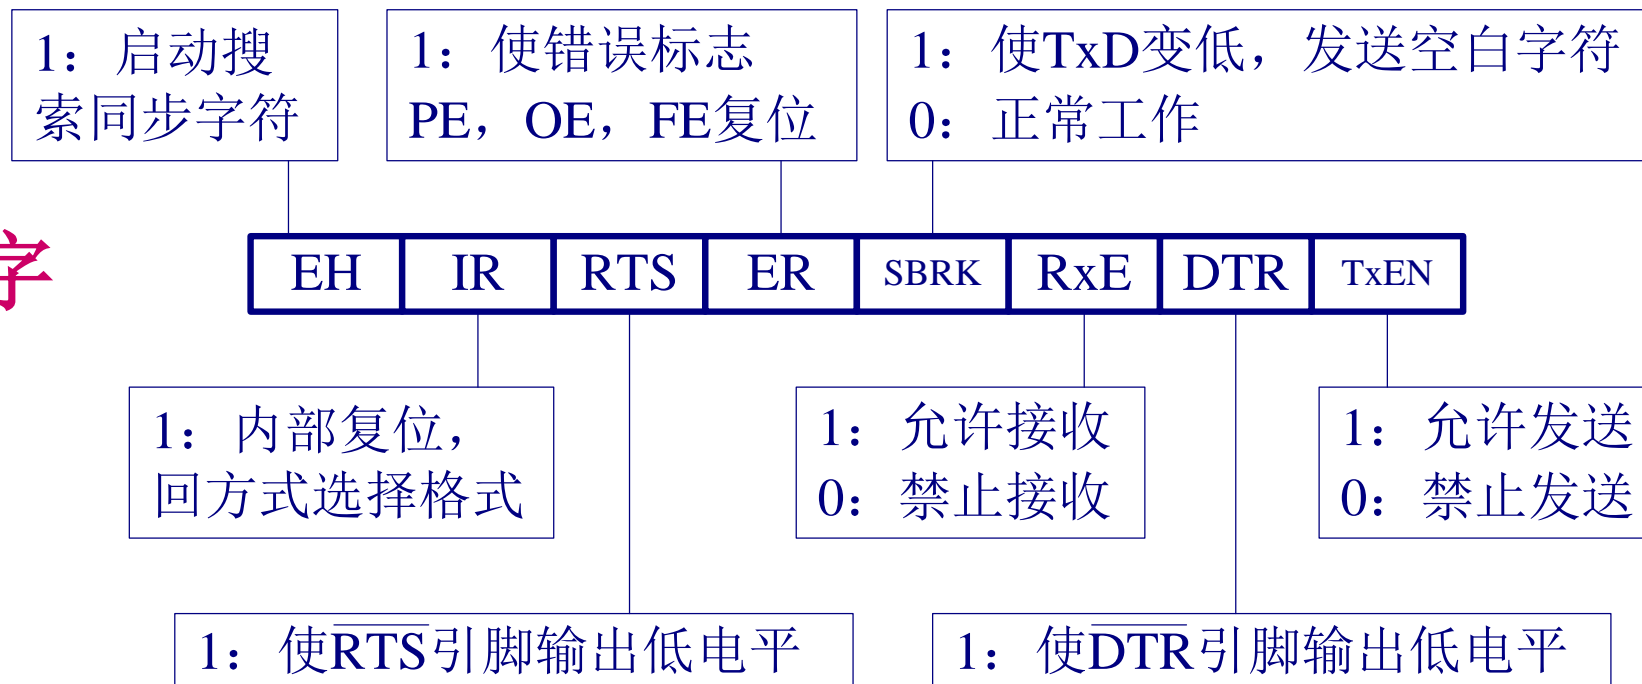 1：启动搜
索同步字符
1：使错误标志
PE，OE，FE复位
1：使TxD变低，发送空白字符
0：正常工作
字
EH IR RTS ER SBRK RxE DTR TxEN
1：内部复位，
回方式选择格式
1：允许接收
0：禁止接收
1：允许发送
0：禁止发送
1：使R̅T̅S̅引脚输出低电平
1：使D̅T̅R̅引脚输出低电平